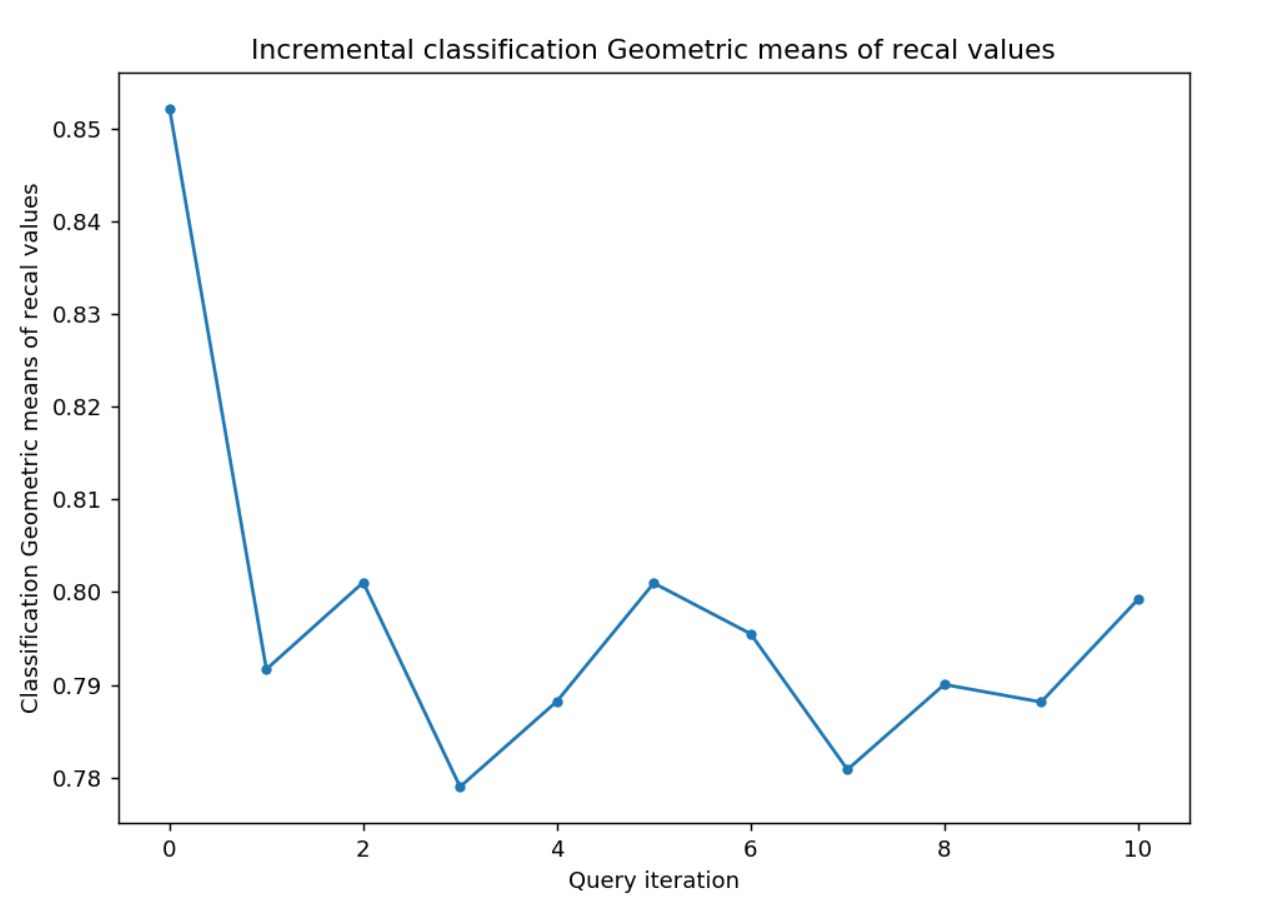 Incremental classification Geometric means of recal values
Classification Geometric means of recal values
0.85
0.84
0.83
0.82
0.81
0.80
0.79
0.78
0 2 4 6 8 10
Query iteration